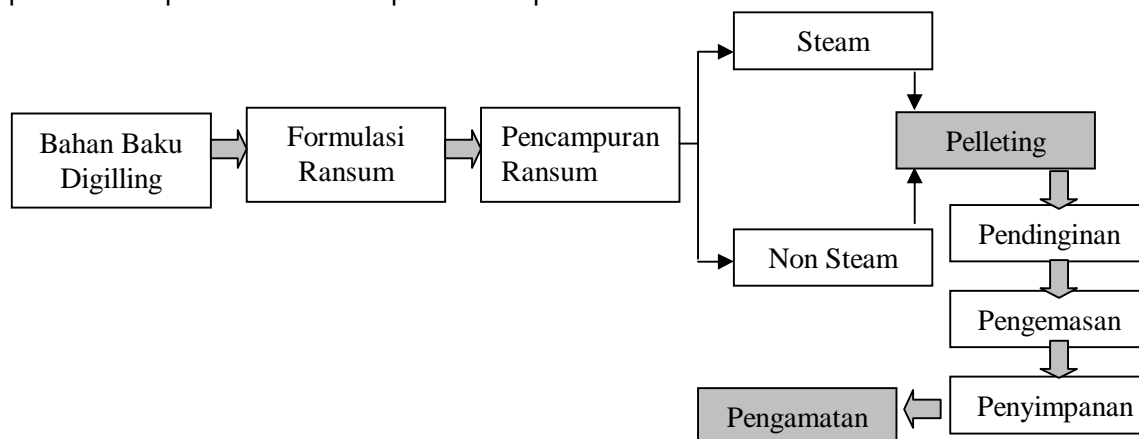 Steam
Bahan Baku
Digilling
Formulasi
Ransum
Pencampuran
Ransum
Pelleting
Non Steam
Pendinginan
Pengemasan
Penyimpanan
Pengamatan